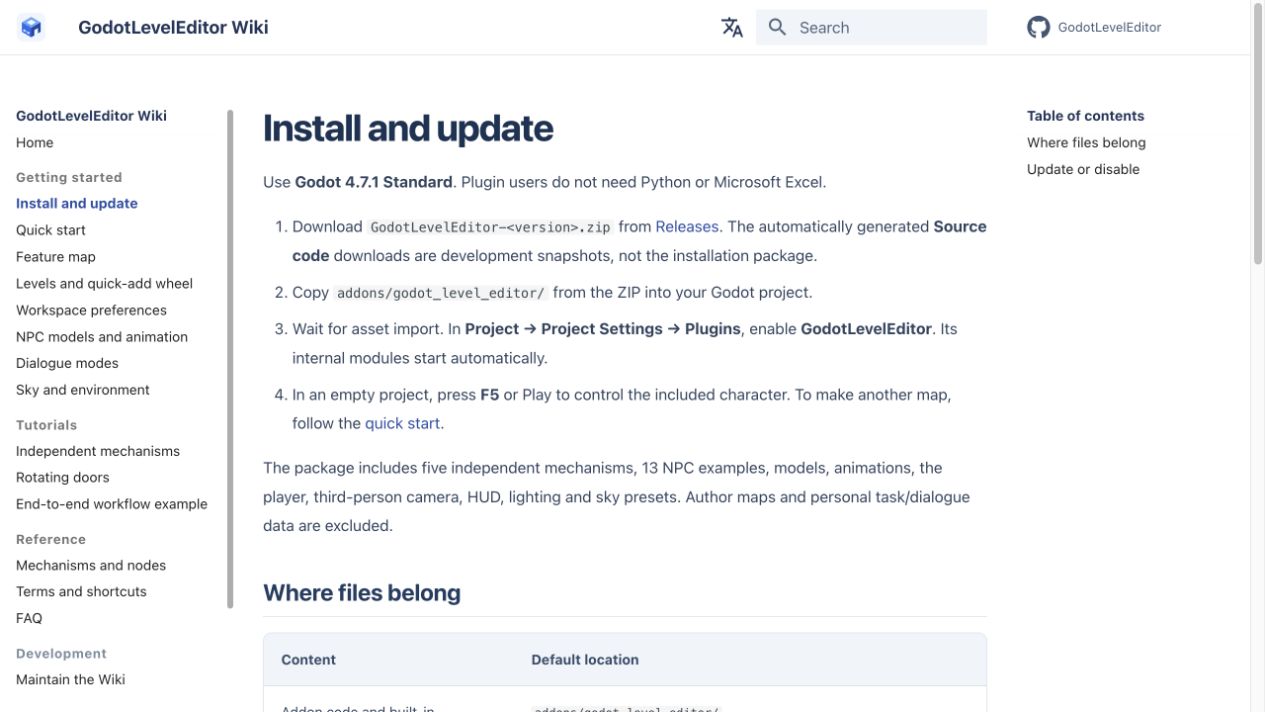 GodotLevelEditor Wiki
Search
GodotLevelEditor
GodotLevelEditor Wiki
Home
Getting started
Install and update
Quick start
Feature map
Levels and quick-add wheel
Workspace preferences
NPC models and animation
Dialogue modes
Sky and environment
Tutorials
Independent mechanisms
Rotating doors
End-to-end workflow example
Reference
Mechanisms and nodes
Terms and shortcuts
FAQ
Development
Maintain the Wiki
Install and update
Use Godot 4.7.1 Standard. Plugin users do not need Python or Microsoft Excel.
1. Download GodotLevelEditor-<version>.zip from Releases. The automatically generated Source
code downloads are development snapshots, not the installation package.
2. Copy addons/godot_level_editor/ from the ZIP into your Godot project.
3. Wait for asset import. In Project → Project Settings → Plugins, enable GodotLevelEditor. Its
internal modules start automatically.
4. In an empty project, press F5 or Play to control the included character. To make another map,
follow the quick start.
The package includes five independent mechanisms, 13 NPC examples, models, animations, the
player, third-person camera, HUD, lighting and sky presets. Author maps and personal task/dialogue
data are excluded.
Where files belong
Content Default location
Addon code and built-in addons/godot_level_editor/
Table of contents
Where files belong
Update or disable